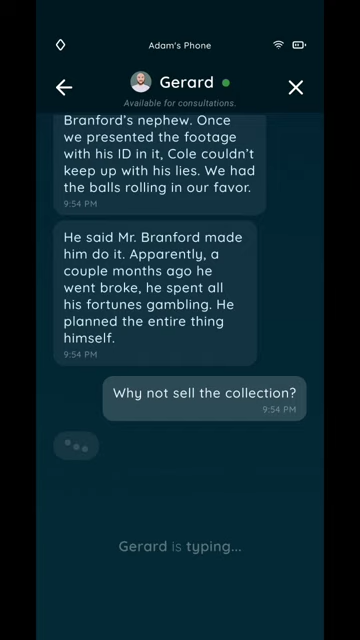 Adam's Phone
Gerard
Available for consultations.
Branford's nephew. Once
we presented the footage
with his ID in it, Cole couldn't
keep up with his lies. We had
the balls rolling in our favor.
9:54 PM
He said Mr. Branford made
him do it. Apparently, a
couple months ago he
went broke, he spent all
his fortunes gambling. He
planned the entire thing
himself.
9:54 PM
Why not sell the collection?
9:54 PM
Gerard is typing...